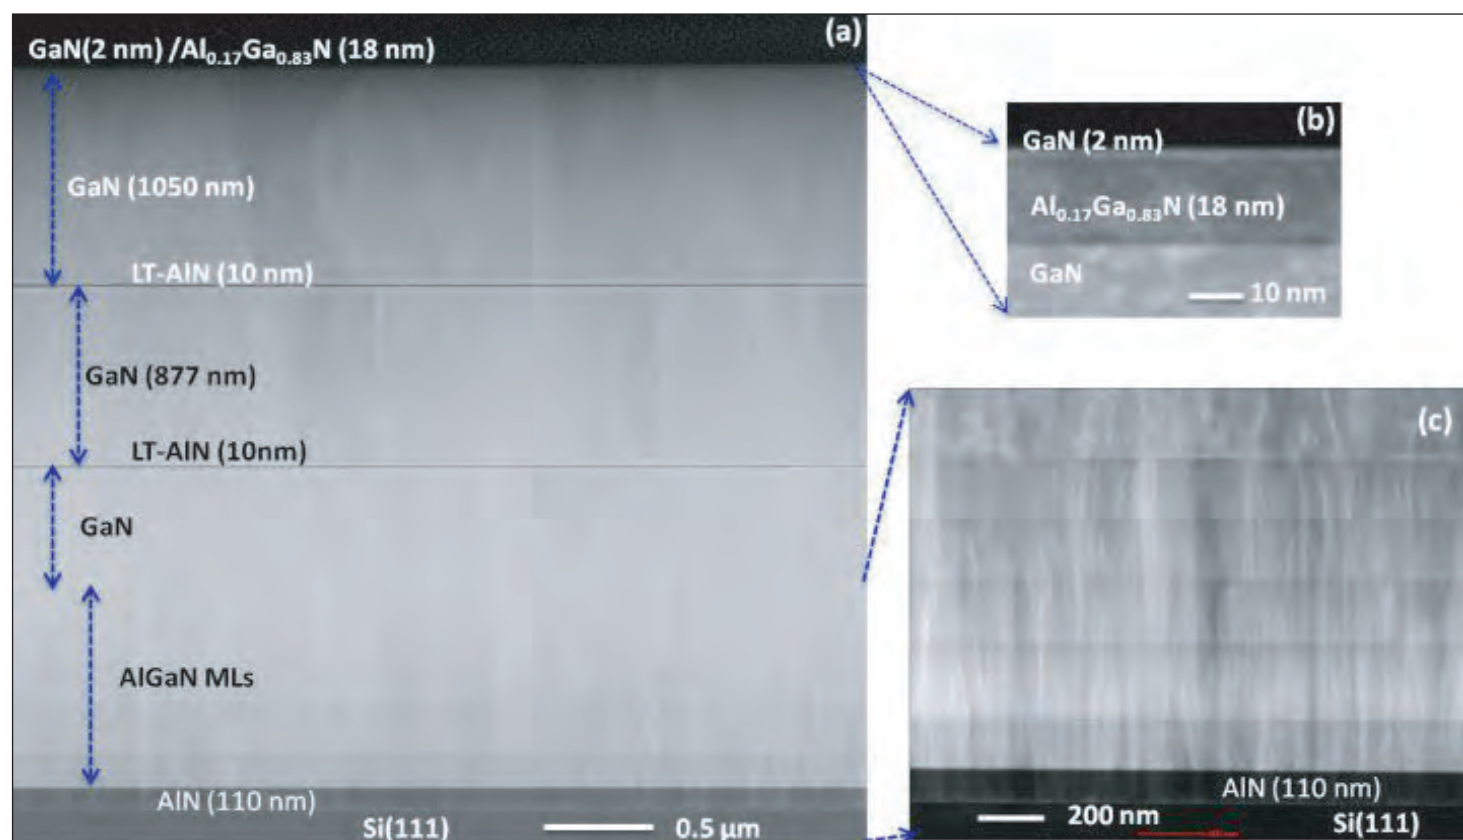 (a)
GaN(2 nm) /Al₀.₁₇Ga₀.₈₃N (18 nm)
GaN (1050 nm)
LT-AlN (10 nm)
GaN (877 nm)
LT-AlN (10nm)
GaN
AlGaN MLs
AlN (110 nm)
Si(111)
0.5 µm
(b)
GaN (2 nm)
Al₀.₁₇Ga₀.₈₃N (18 nm)
GaN
10 nm
(c)
AlN (110 nm)
200 nm
Si(111)